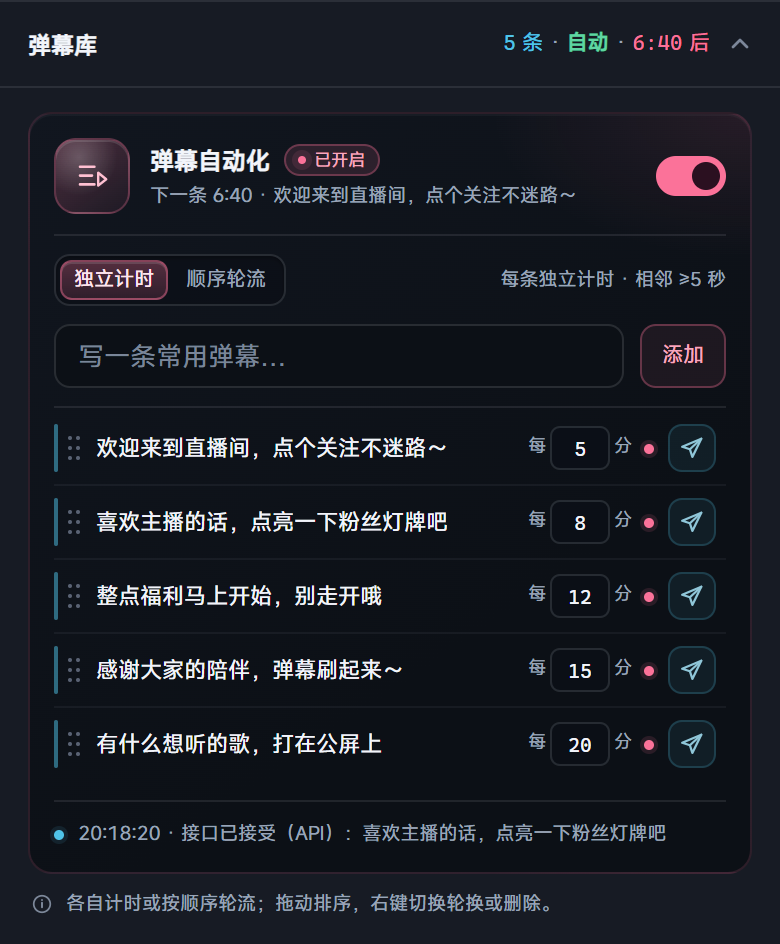 弹幕库 5 条 · 自动 · 6:40 后
弹幕自动化 已开启
下一条 6:40 · 欢迎来到直播间，点个关注不迷路～
独立计时 顺序轮流 每条独立计时 · 相邻 ≥5 秒
写一条常用弹幕… 添加
欢迎来到直播间，点个关注不迷路～ 每 5 分
喜欢主播的话，点亮一下粉丝灯牌吧 每 8 分
整点福利马上开始，别走开哦 每 12 分
感谢大家的陪伴，弹幕刷起来～ 每 15 分
有什么想听的歌，打在公屏上 每 20 分
20:18:20 · 接口已接受（API）：喜欢主播的话，点亮一下粉丝灯牌吧
各自计时或按顺序轮流；拖动排序，右键切换轮换或删除。